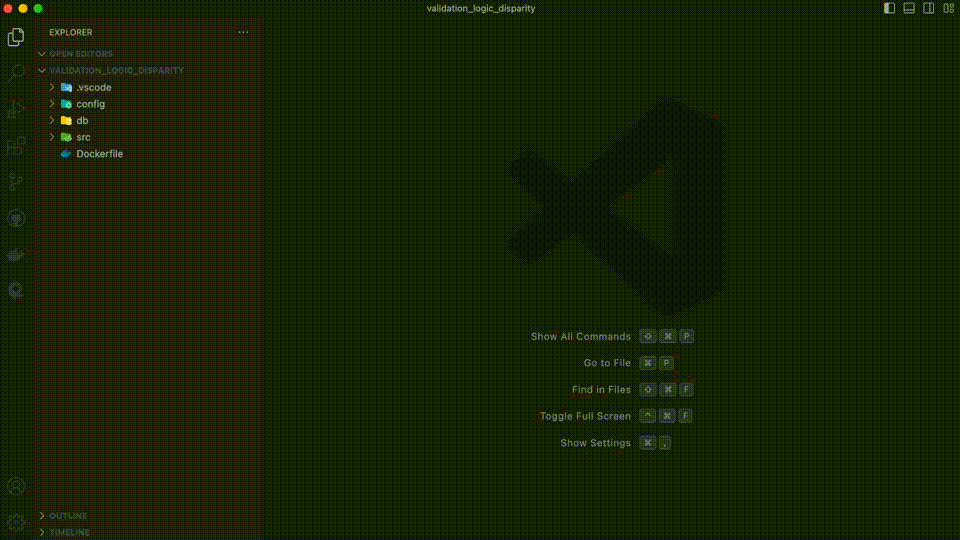 validation_logic_disparity
EXPLORER
OPEN EDITORS
VALIDATION_LOGIC_DISPARITY
.vscode
config
db
src
Dockerfile
Show All Commands ⇧ ⌘ P
Go to File ⌘ P
Find in Files ⇧ ⌘ F
Toggle Full Screen ⌃ ⌘ F
Show Settings ⌘ ,
OUTLINE
TIMELINE